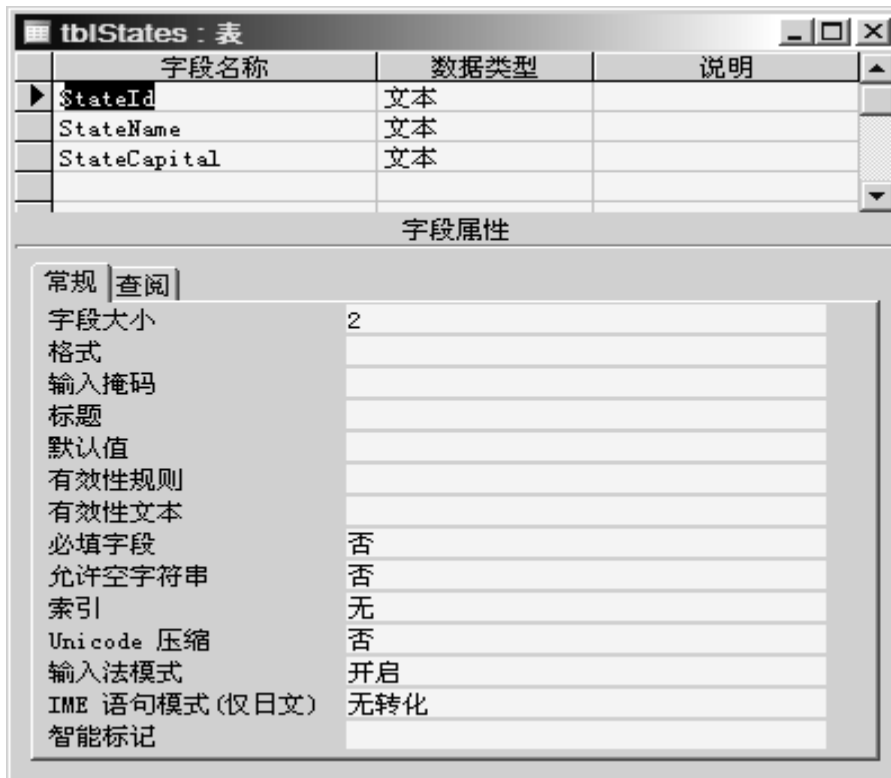 tblStates : 表
字段名称 数据类型 说明
StateId 文本
StateName 文本
StateCapital 文本
字段属性
常规 查阅
字段大小 2
格式
输入掩码
标题
默认值
有效性规则
有效性文本
必填字段 否
允许空字符串 否
索引 无
Unicode 压缩 否
输入法模式 开启
IME 语句模式(仅日文) 无转化
智能标记